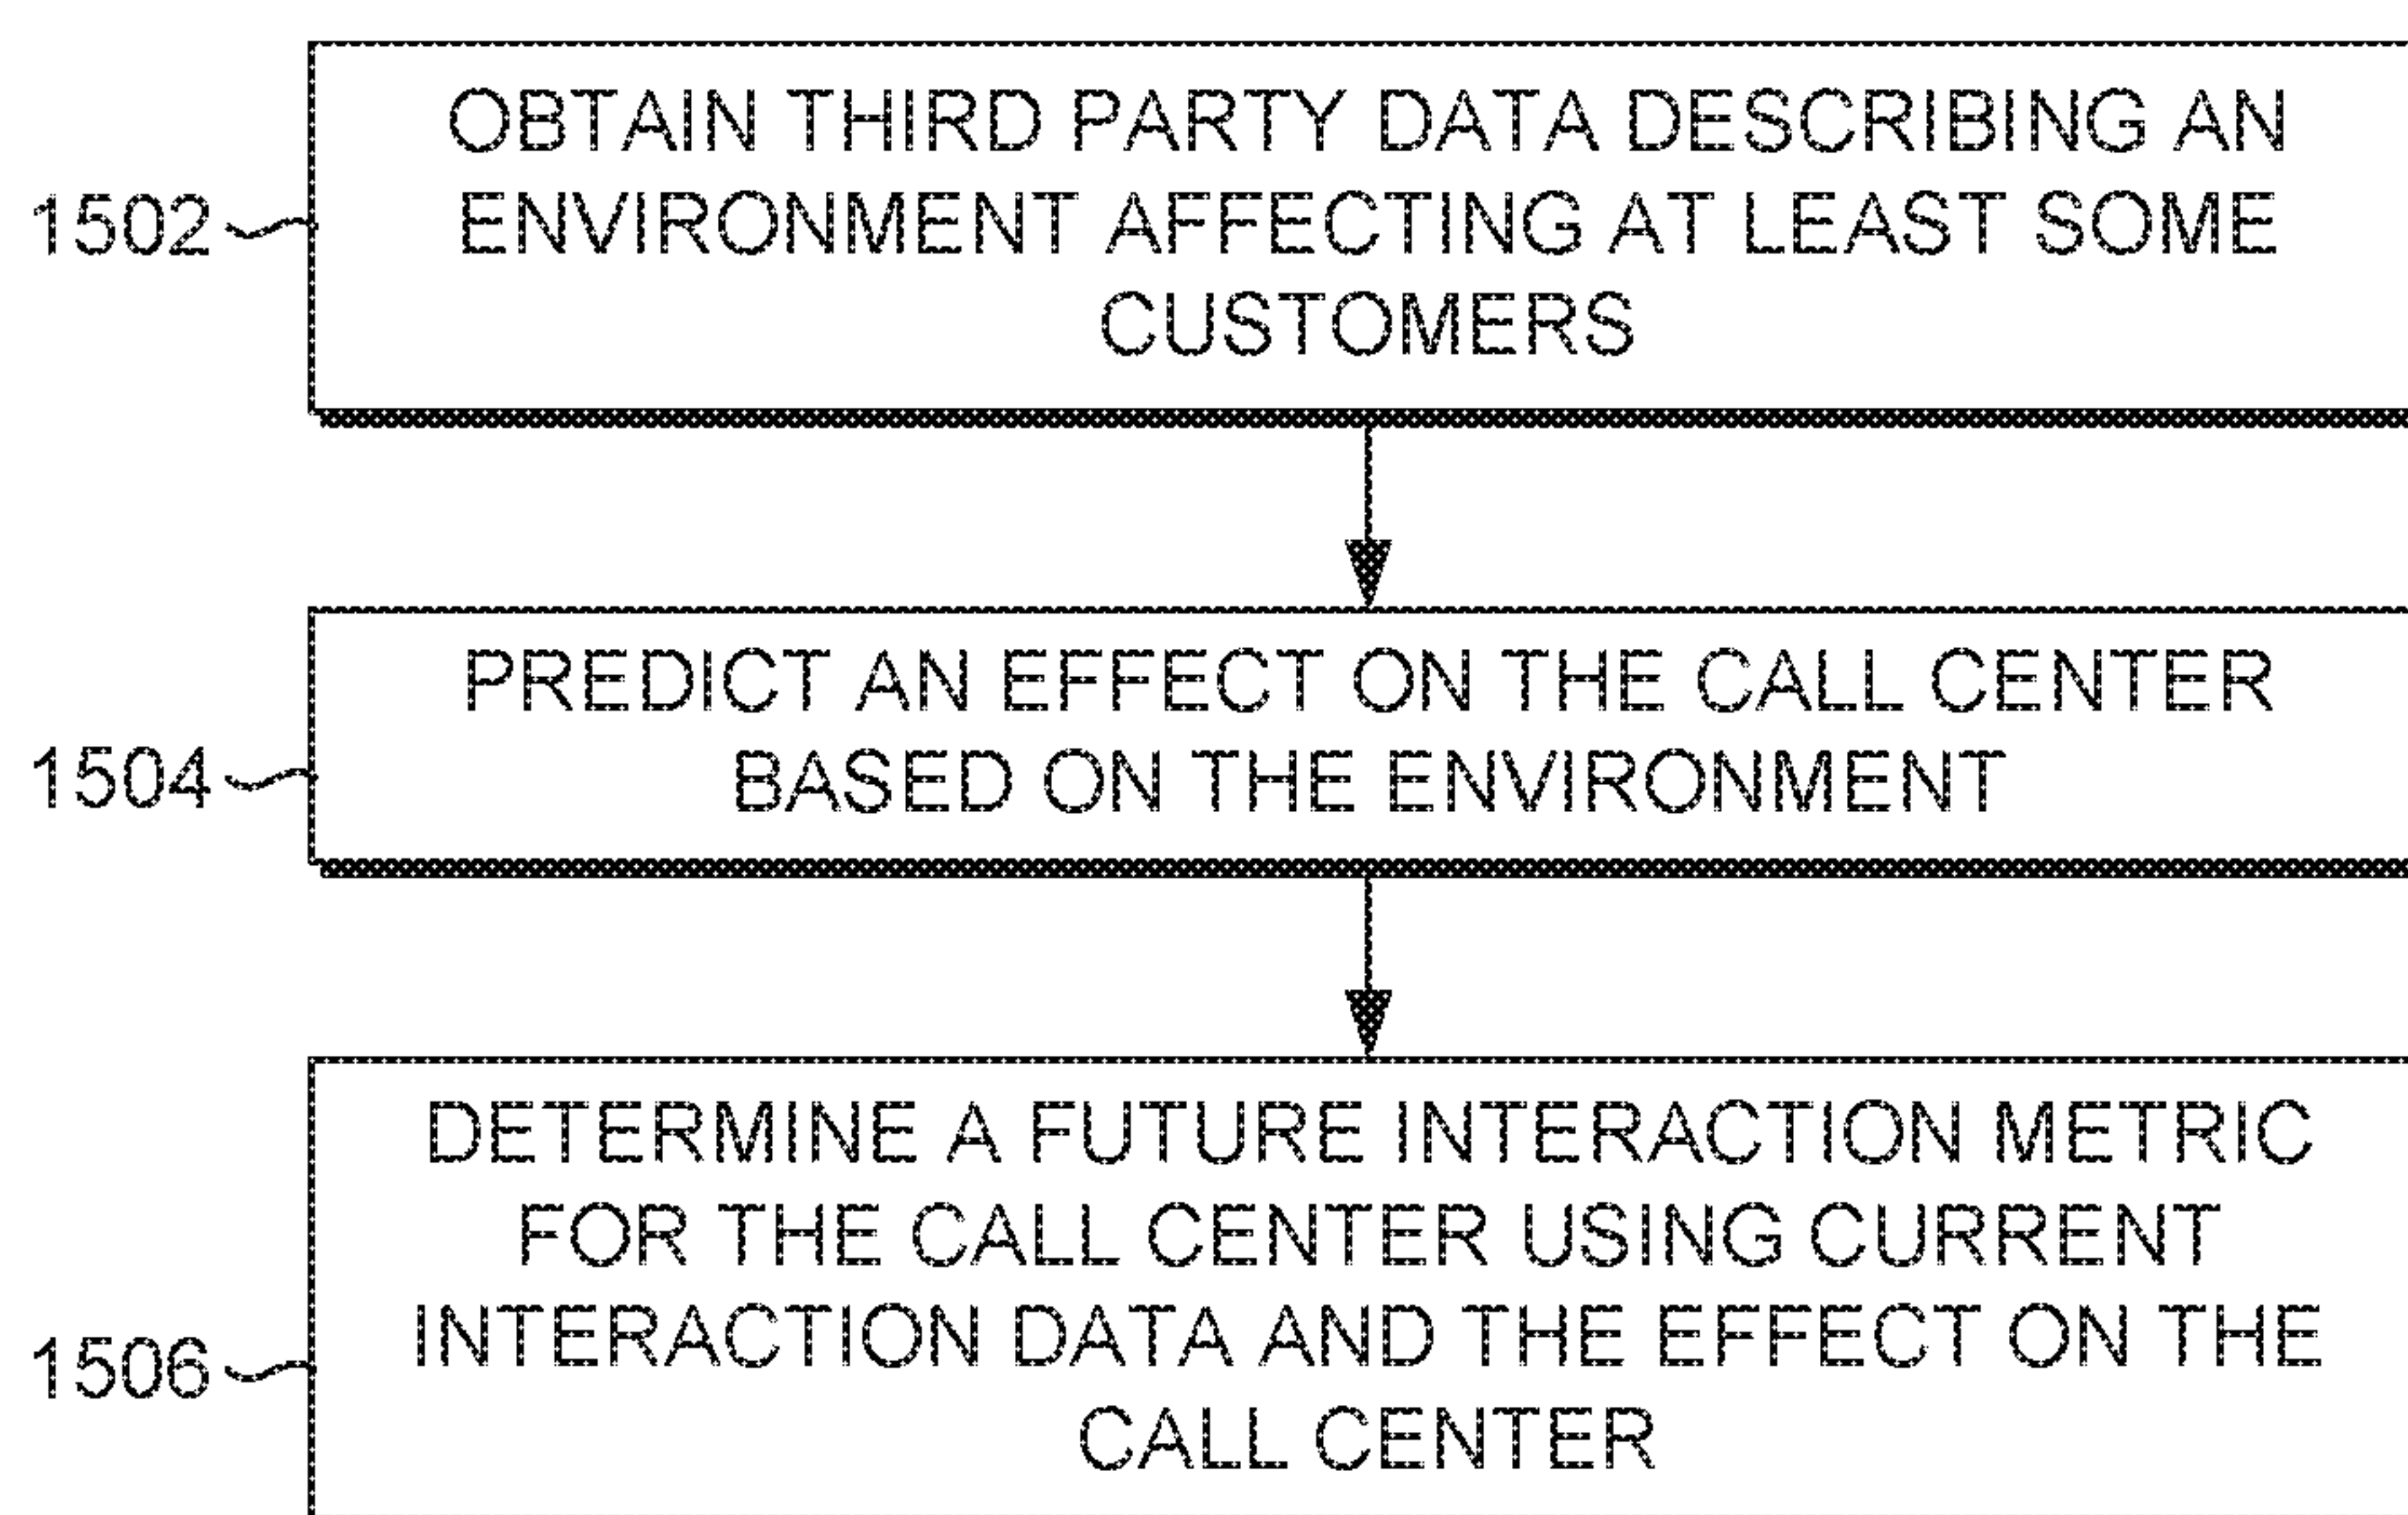 OBTAIN THIRD PARTY DATA DESCRIBING AN
ENVIRONMENT AFFECTING AT LEAST SOME
CUSTOMERS
1502
PREDICT AN EFFECT ON THE CALL CENTER
BASED ON THE ENVIRONMENT
1504
DETERMINE A FUTURE INTERACTION METRIC
FOR THE CALL CENTER USING CURRENT
INTERACTION DATA AND THE EFFECT ON THE
CALL CENTER
1506